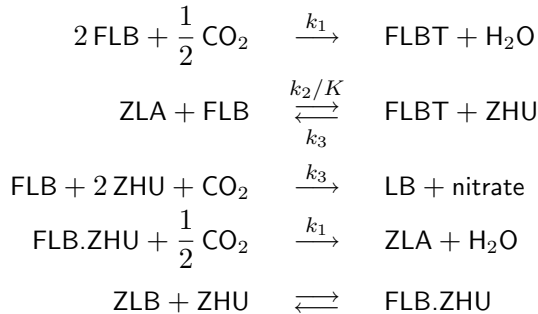 2 FLB + 1/2 CO₂ k₁ ⟶ FLBT + H₂O
ZLA + FLB k₂/K ⇌ k₃ FLBT + ZHU
FLB + 2 ZHU + CO₂ k₃ ⟶ LB + nitrate
FLB.ZHU + 1/2 CO₂ k₁ ⟶ ZLA + H₂O
ZLB + ZHU ⇌ FLB.ZHU